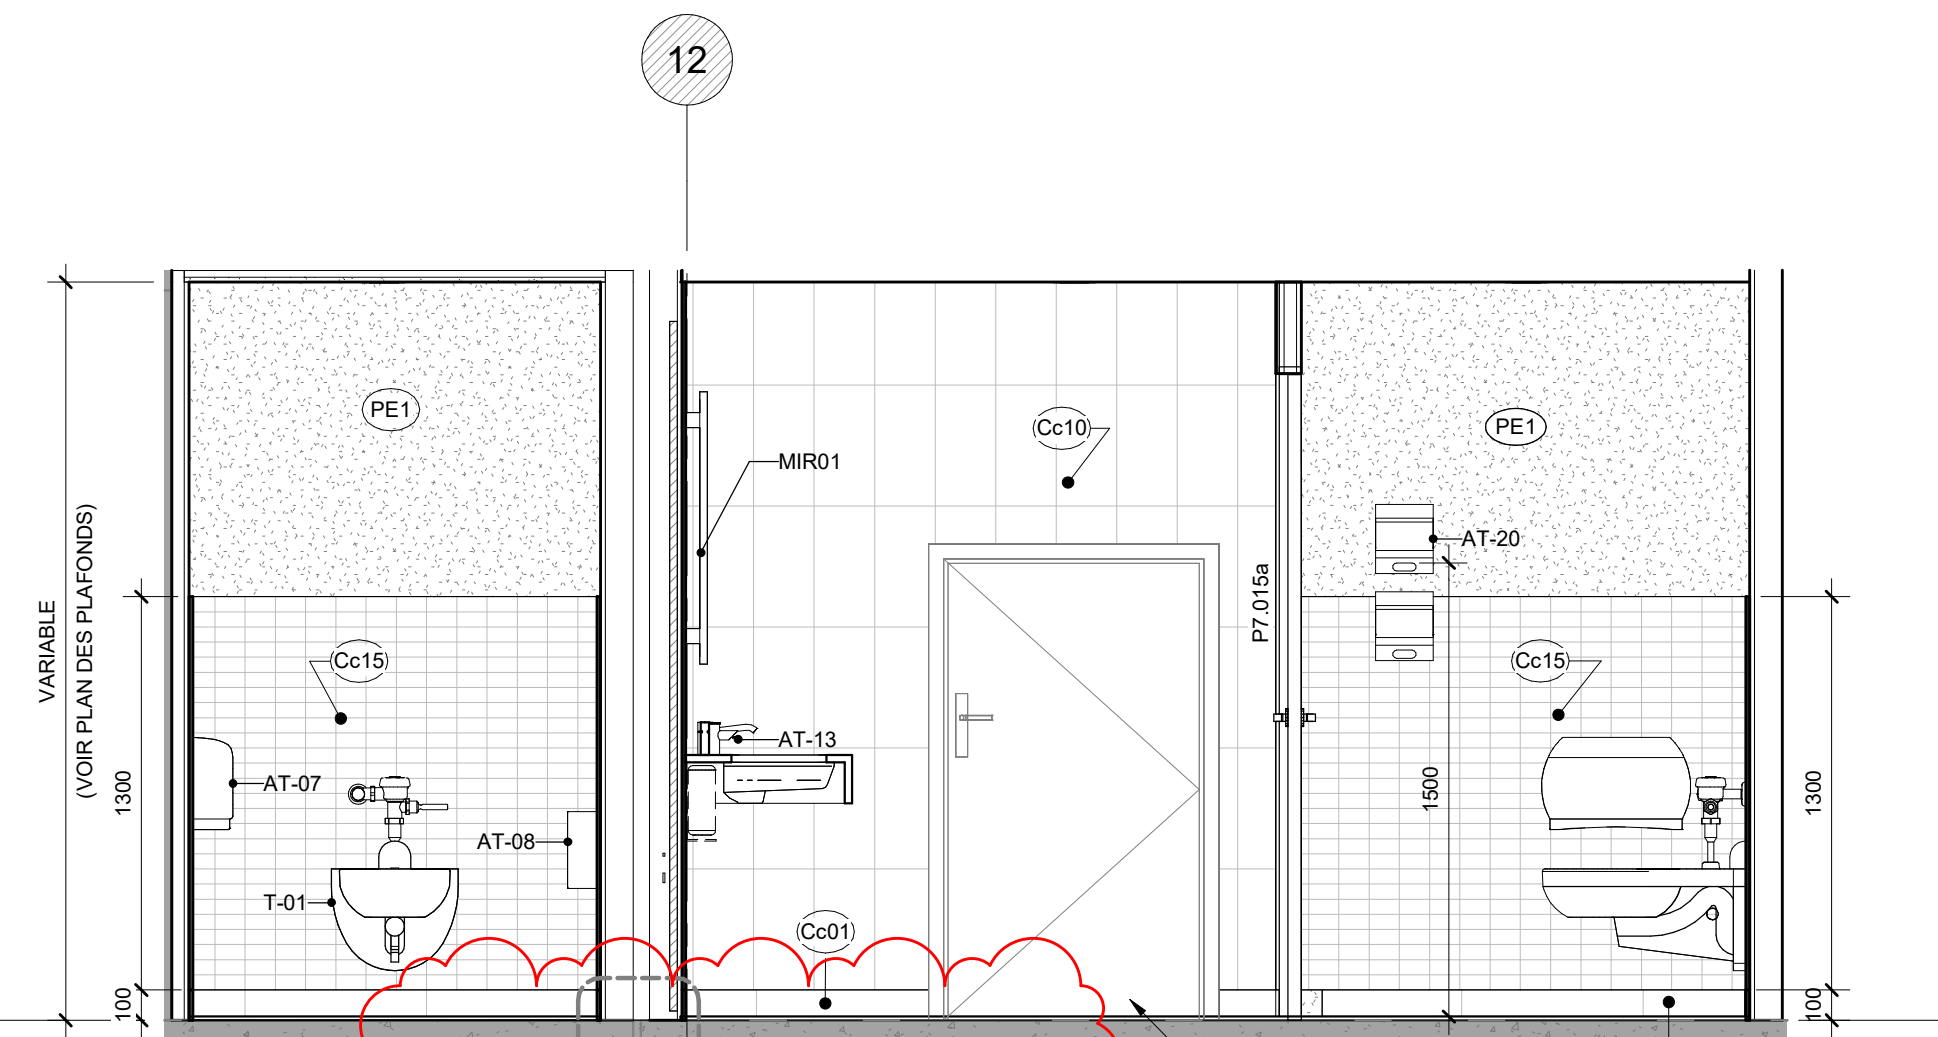 12
PE1
Cc10
PE1
MIR01
AT-20
VARIABLE
(VOIR PLAN DES PLAFONDS)
P7.015a
Cc15
Cc15
AT-13
AT-07
1300
1500
1300
AT-08
T-01
Cc01
100
100